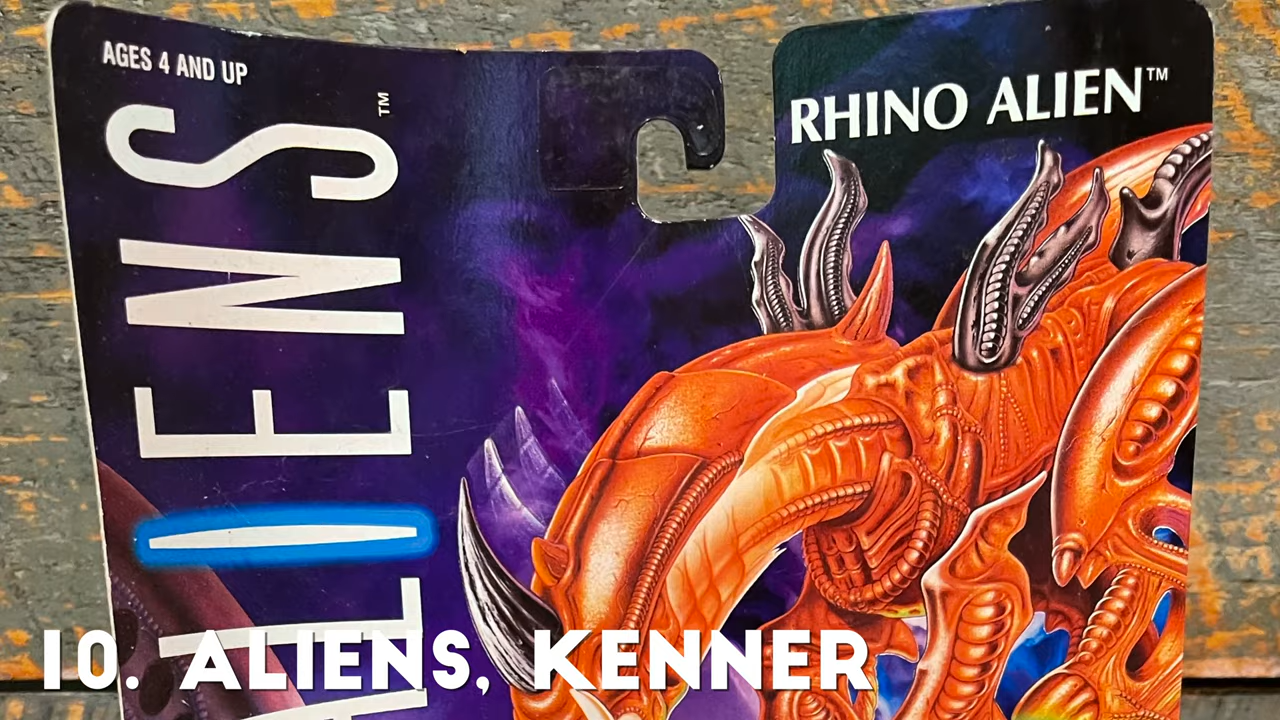 AGES 4 AND UP
ALIENS™
RHINO ALIEN™
10. ALIENS, KENNER